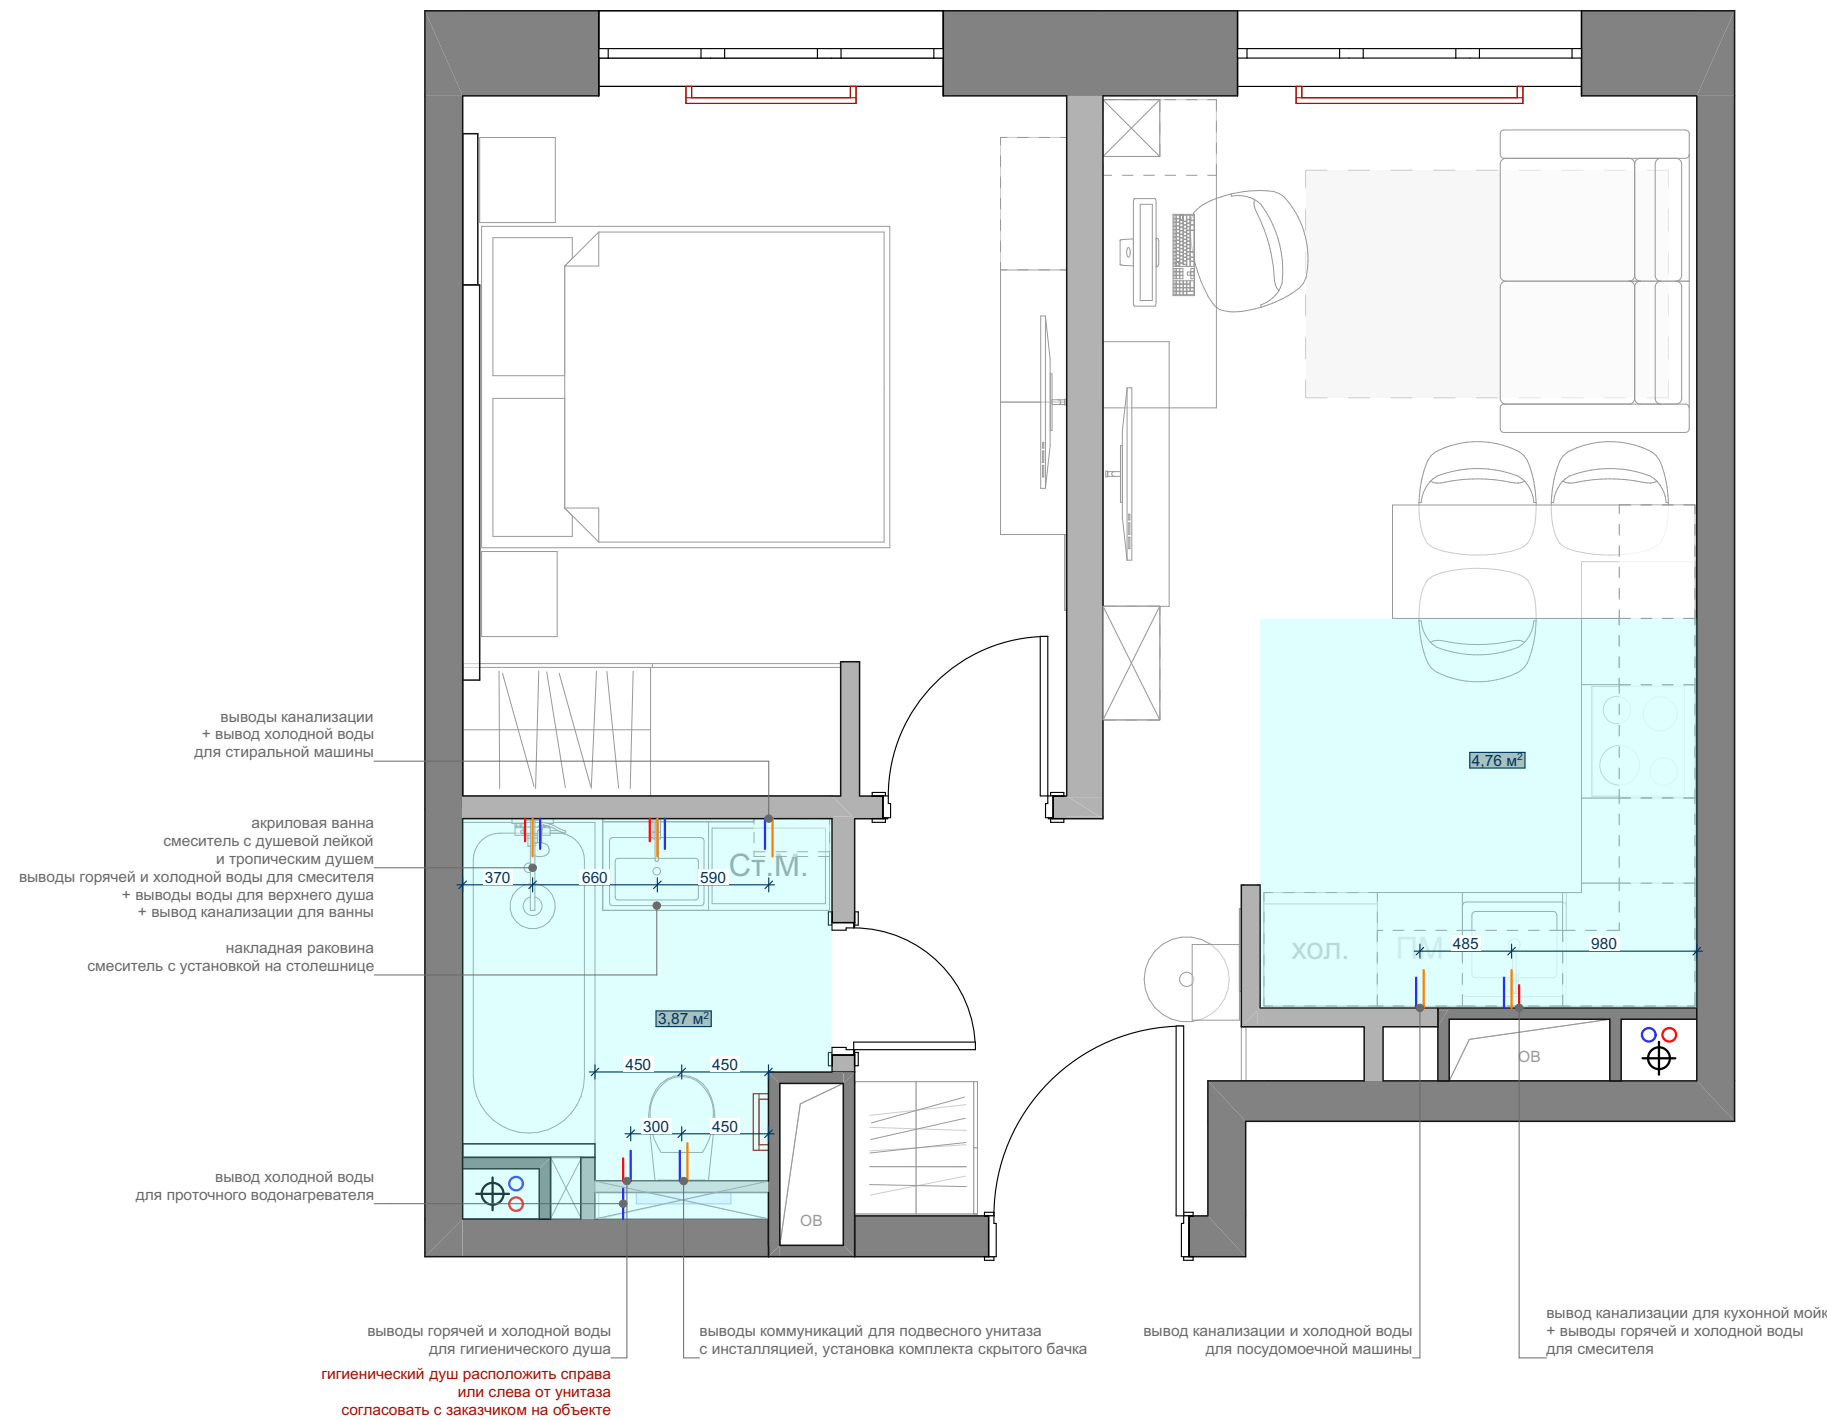 выводы канализации
+ вывод холодной воды
для стиральной машины
акриловая ванна
смеситель с душевой лейкой
и тропическим душем
выводы горячей и холодной воды для смесителя
+ выводы воды для верхнего душа
+ вывод канализации для ванны
накладная раковина
смеситель с установкой на столешнице
вывод холодной воды
для проточного водонагревателя
Ст.М.
370 660 590
3,87 м²
450 450
300 450
ОВ
4,76 м²
хол. ПМ
485 980
ОВ
выводы горячей и холодной воды
для гигиенического душа
гигиенический душ расположить справа
или слева от унитаза
согласовать с заказчиком на объекте
выводы коммуникаций для подвесного унитаза
с инсталляцией, установка комплекта скрытого бачка
вывод канализации и холодной воды
для посудомоечной машины
вывод канализации для кухонной мойк
+ выводы горячей и холодной воды
для смесителя